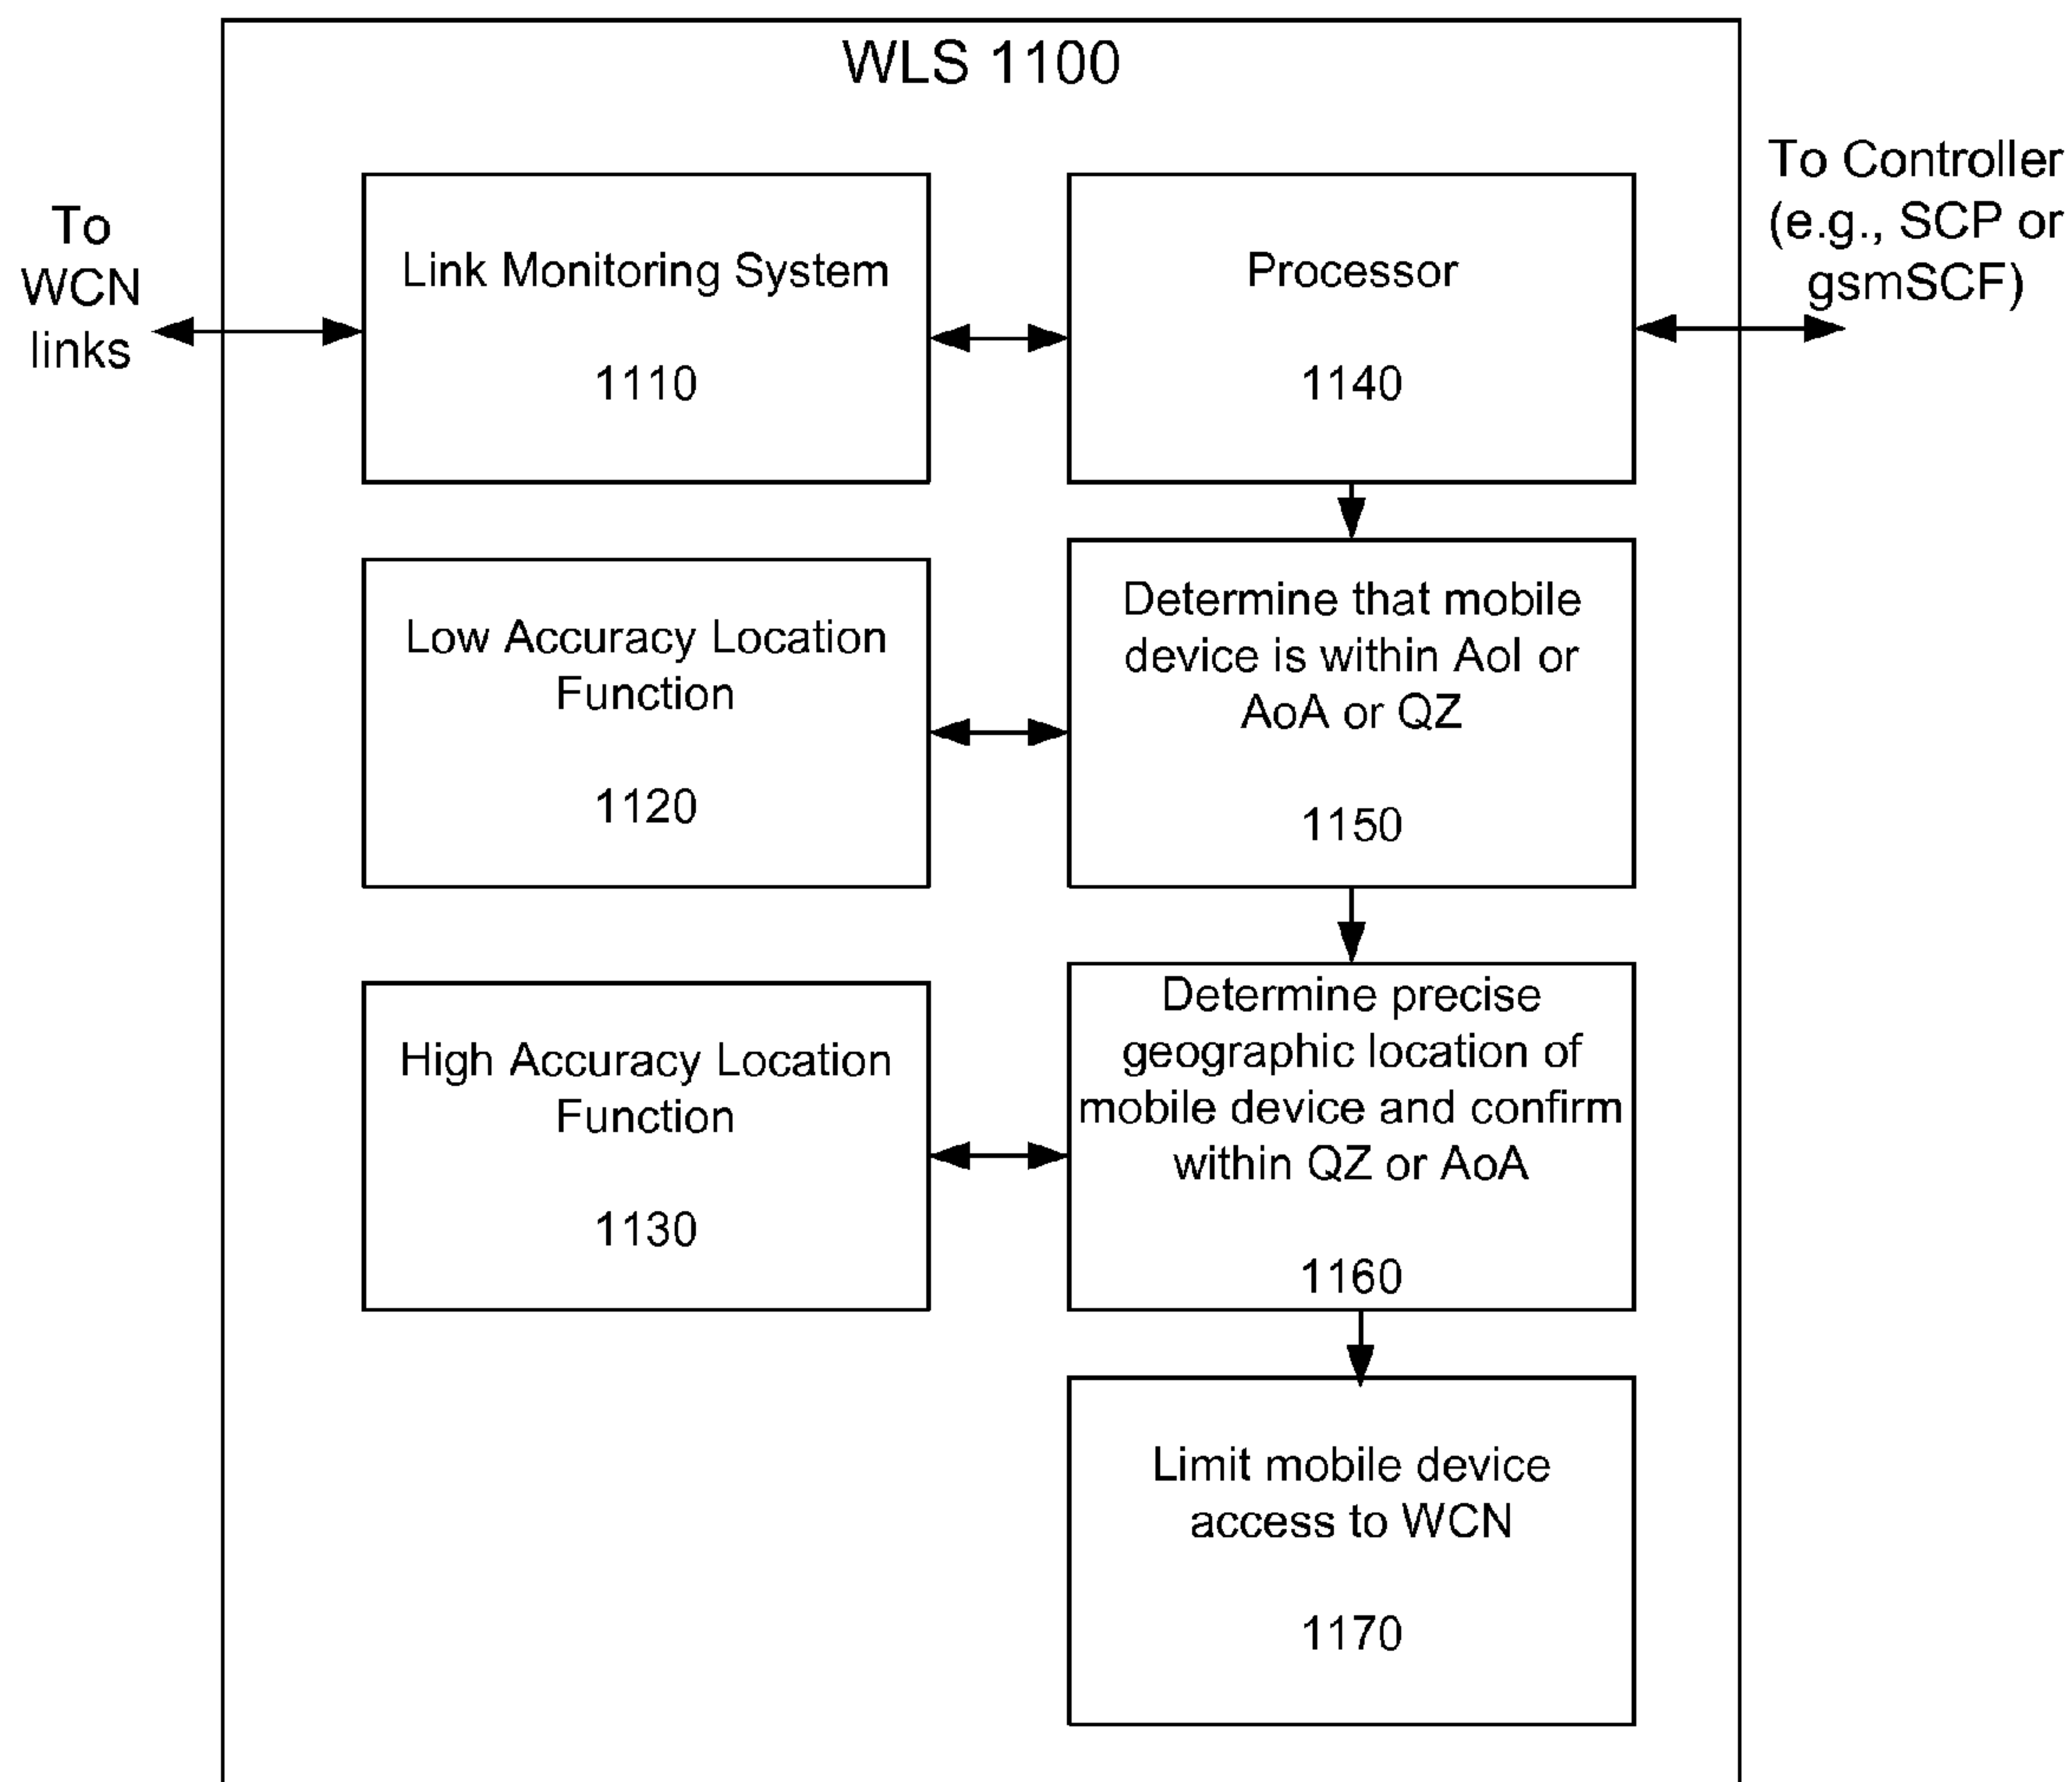 WLS 1100
To
WCN
links
To Controller
(e.g., SCP or
gsmSCF)
Link Monitoring System
1110
Processor
1140
Low Accuracy Location
Function
1120
Determine that mobile
device is within AoI or
AoA or QZ
1150
High Accuracy Location
Function
1130
Determine precise
geographic location of
mobile device and confirm
within QZ or AoA
1160
Limit mobile device
access to WCN
1170